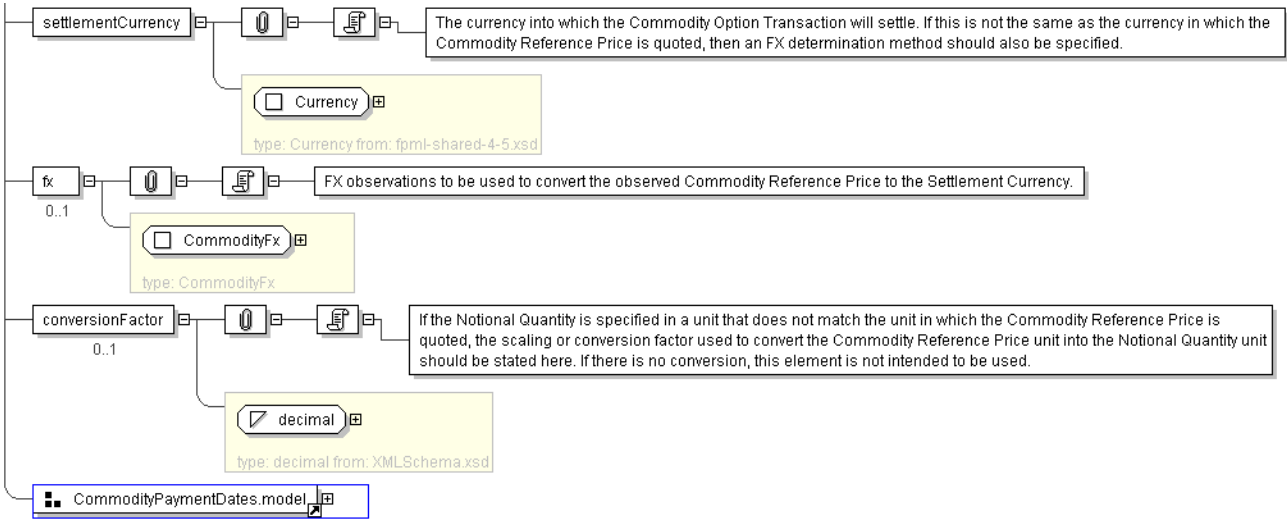 settlementCurrency
The currency into which the Commodity Option Transaction will settle. If this is not the same as the currency in which the
Commodity Reference Price is quoted, then an FX determination method should also be specified.
Currency
type: Currency from: fpml-shared-4-5.xsd
fx
FX observations to be used to convert the observed Commodity Reference Price to the Settlement Currency.
0..1
CommodityFx
type: CommodityFx
conversionFactor
If the Notional Quantity is specified in a unit that does not match the unit in which the Commodity Reference Price is
quoted, the scaling or conversion factor used to convert the Commodity Reference Price unit into the Notional Quantity unit
should be stated here. If there is no conversion, this element is not intended to be used.
0..1
decimal
type: decimal from: XMLSchema.xsd
CommodityPaymentDates.model